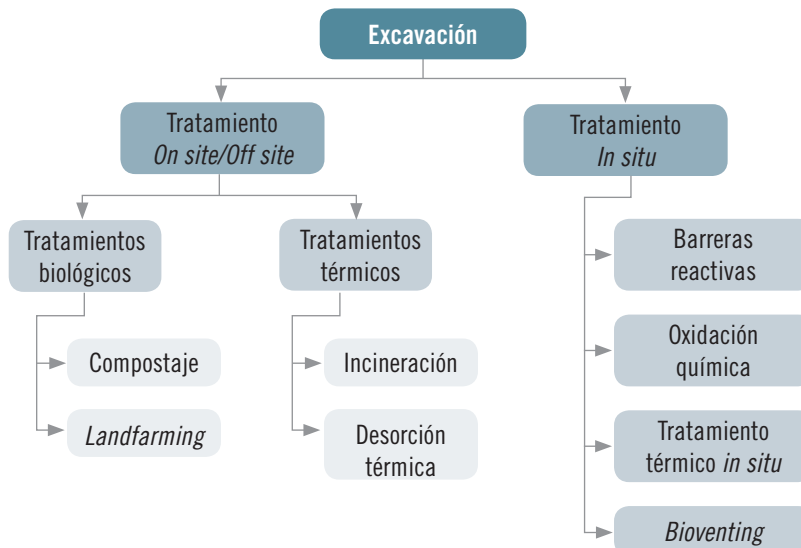 Excavación
Tratamiento
On site/Off site
Tratamiento
In situ
Tratamientos
biológicos
Tratamientos
térmicos
Compostaje
Landfarming
Incineración
Desorción
térmica
Barreras
reactivas
Oxidación
química
Tratamiento
térmico in situ
Bioventing